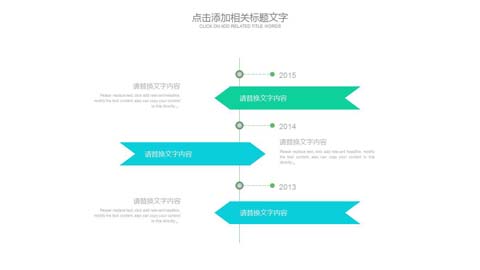 点击添加相关标题文字
CLICK ON ADD RELATED TITLE WORDS
2015
请替换文字内容
Please replace text, click add relevant headline, modify the text content, also can copy your content to this directly.
请替换文字内容
2014
请替换文字内容
请替换文字内容
Please replace text, click add relevant headline, modify the text content, also can copy your content to this directly.
2013
请替换文字内容
Please replace text, click add relevant headline, modify the text content, also can copy your content to this directly.
请替换文字内容